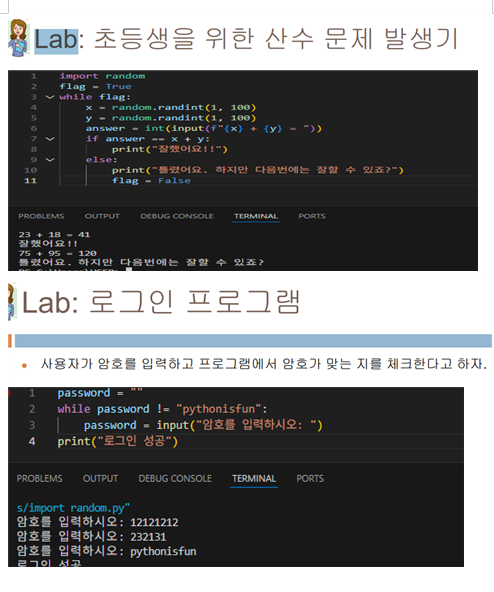 Lab: 초등생을 위한 산수 문제 발생기
1 import random
2 flag = True
3 while flag:
4 x = random.randint(1, 100)
5 y = random.randint(1, 100)
6 answer = int(input(f"{x} + {y} = "))
7 if answer == x + y:
8 print("잘했어요!!")
9 else:
10 print("틀렸어요. 하지만 다음번에는 잘할 수 있죠?")
11 flag = False
PROBLEMS OUTPUT DEBUG CONSOLE TERMINAL PORTS
23 + 18 = 41
잘했어요!!
75 + 95 = 120
틀렸어요. 하지만 다음번에는 잘할 수 있죠?
Lab: 로그인 프로그램
• 사용자가 암호를 입력하고 프로그램에서 암호가 맞는 지를 체크한다고 하자.
1 password = ""
2 while password != "pythonisfun":
3 password = input("암호를 입력하시오: ")
4 print("로그인 성공")
PROBLEMS OUTPUT DEBUG CONSOLE TERMINAL PORTS
s/import random.py"
암호를 입력하시오: 12121212
암호를 입력하시오: 232131
암호를 입력하시오: pythonisfun
로그인 성공